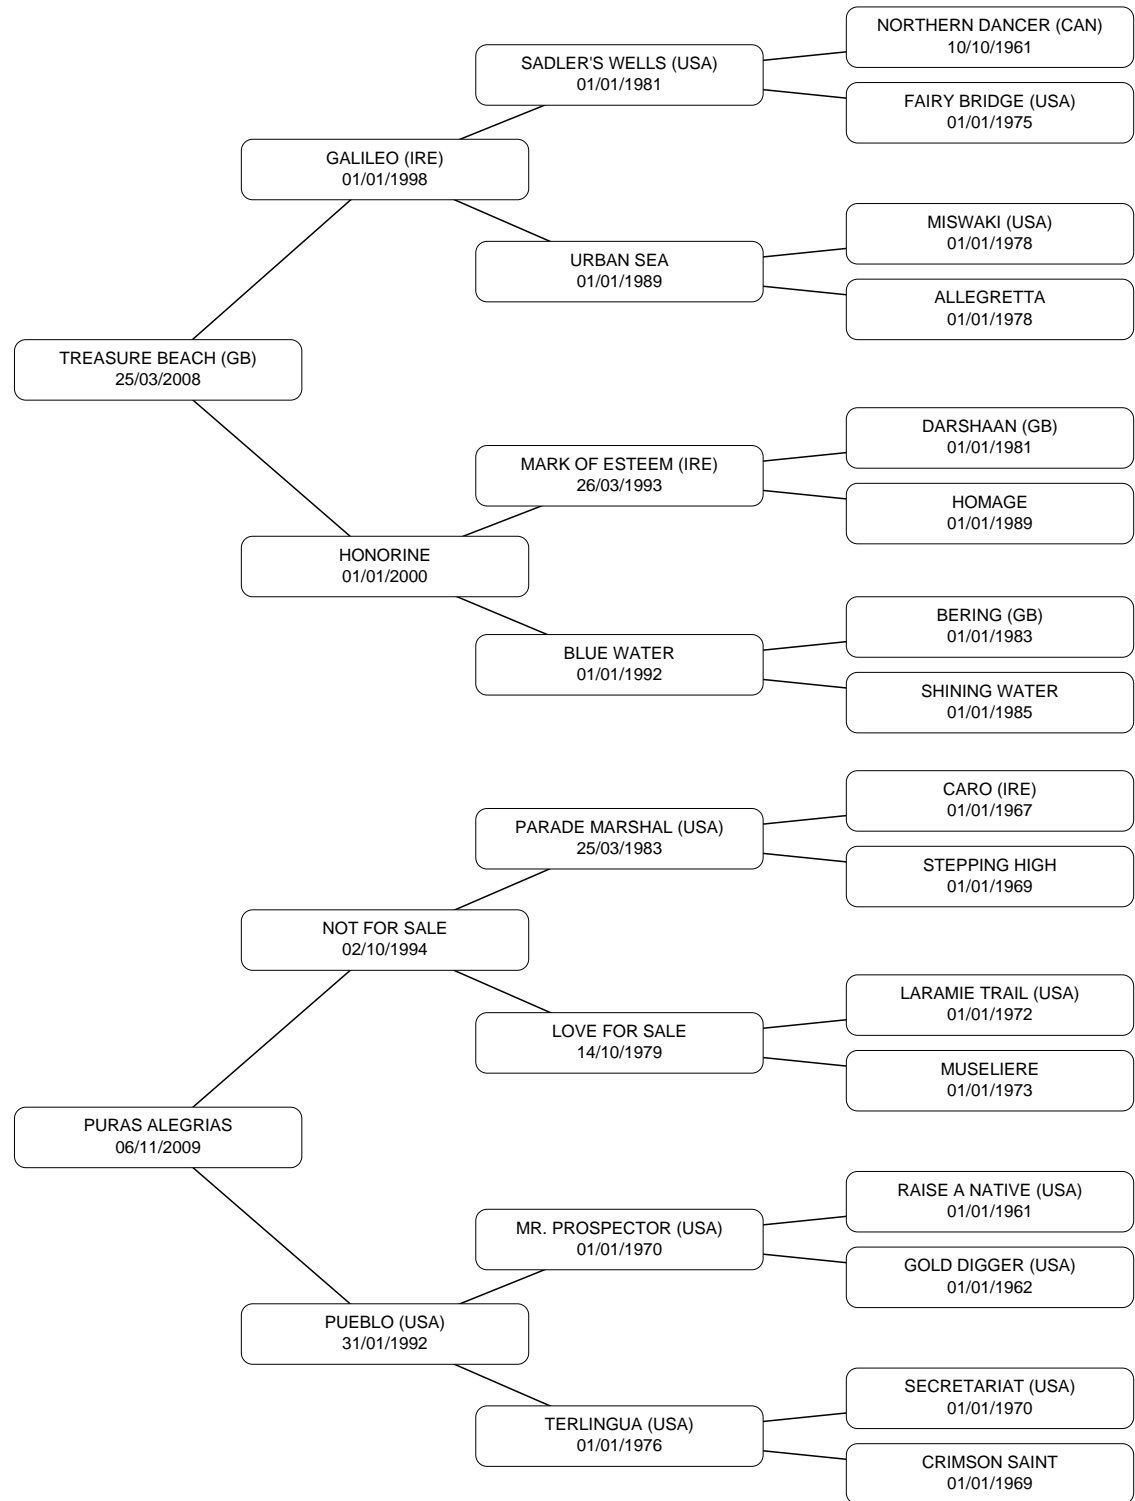 NORTHERN DANCER (CAN)
10/10/1961
SADLER'S WELLS (USA)
01/01/1981
FAIRY BRIDGE (USA)
01/01/1975
GALILEO (IRE)
01/01/1998
MISWAKI (USA)
01/01/1978
URBAN SEA
01/01/1989
ALLEGRETTA
01/01/1978
TREASURE BEACH (GB)
25/03/2008
DARSHAAN (GB)
01/01/1981
MARK OF ESTEEM (IRE)
26/03/1993
HOMAGE
01/01/1989
HONORINE
01/01/2000
BERING (GB)
01/01/1983
BLUE WATER
01/01/1992
SHINING WATER
01/01/1985
CARO (IRE)
01/01/1967
PARADE MARSHAL (USA)
25/03/1983
STEPPING HIGH
01/01/1969
NOT FOR SALE
02/10/1994
LARAMIE TRAIL (USA)
01/01/1972
LOVE FOR SALE
14/10/1979
MUSELIERE
01/01/1973
PURAS ALEGRIAS
06/11/2009
RAISE A NATIVE (USA)
01/01/1961
MR. PROSPECTOR (USA)
01/01/1970
GOLD DIGGER (USA)
01/01/1962
PUEBLO (USA)
31/01/1992
SECRETARIAT (USA)
01/01/1970
TERLINGUA (USA)
01/01/1976
CRIMSON SAINT
01/01/1969